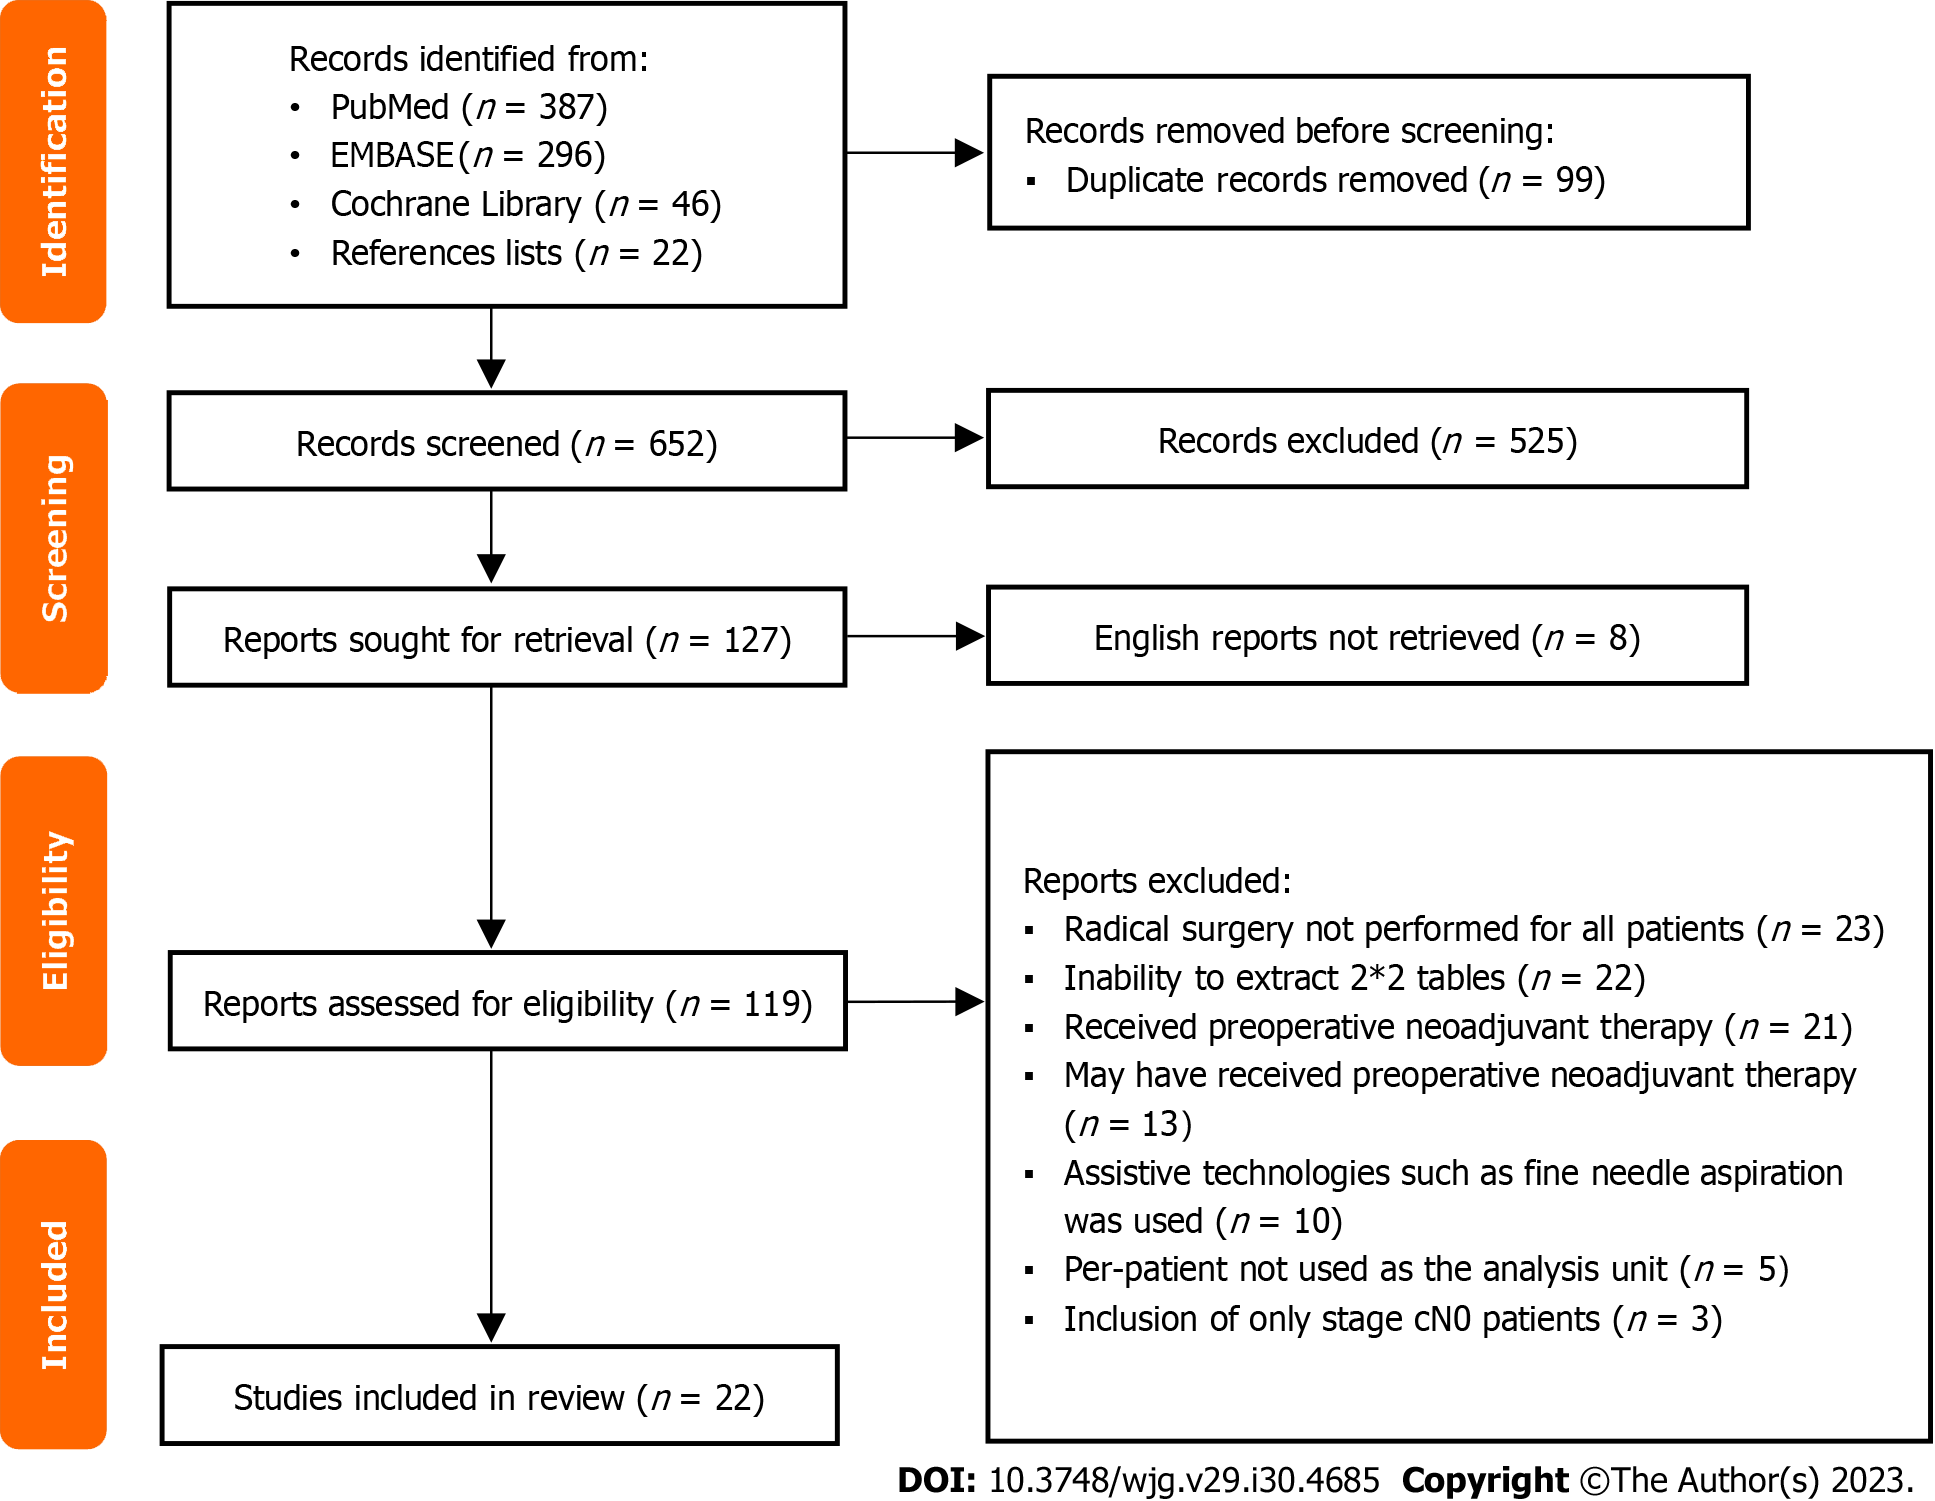 Identification
Records identified from:
• PubMed (n = 387)
• EMBASE (n = 296)
• Cochrane Library (n = 46)
• References lists (n = 22)
Records removed before screening:
▪ Duplicate records removed (n = 99)
Screening
Records screened (n = 652)
Records excluded (n = 525)
Reports sought for retrieval (n = 127)
English reports not retrieved (n = 8)
Eligibility
Reports assessed for eligibility (n = 119)
Reports excluded:
▪ Radical surgery not performed for all patients (n = 23)
▪ Inability to extract 2*2 tables (n = 22)
▪ Received preoperative neoadjuvant therapy (n = 21)
▪ May have received preoperative neoadjuvant therapy
(n = 13)
▪ Assistive technologies such as fine needle aspiration
was used (n = 10)
▪ Per-patient not used as the analysis unit (n = 5)
▪ Inclusion of only stage cN0 patients (n = 3)
Included
Studies included in review (n = 22)
DOI: 10.3748/wjg.v29.i30.4685 Copyright ©The Author(s) 2023.